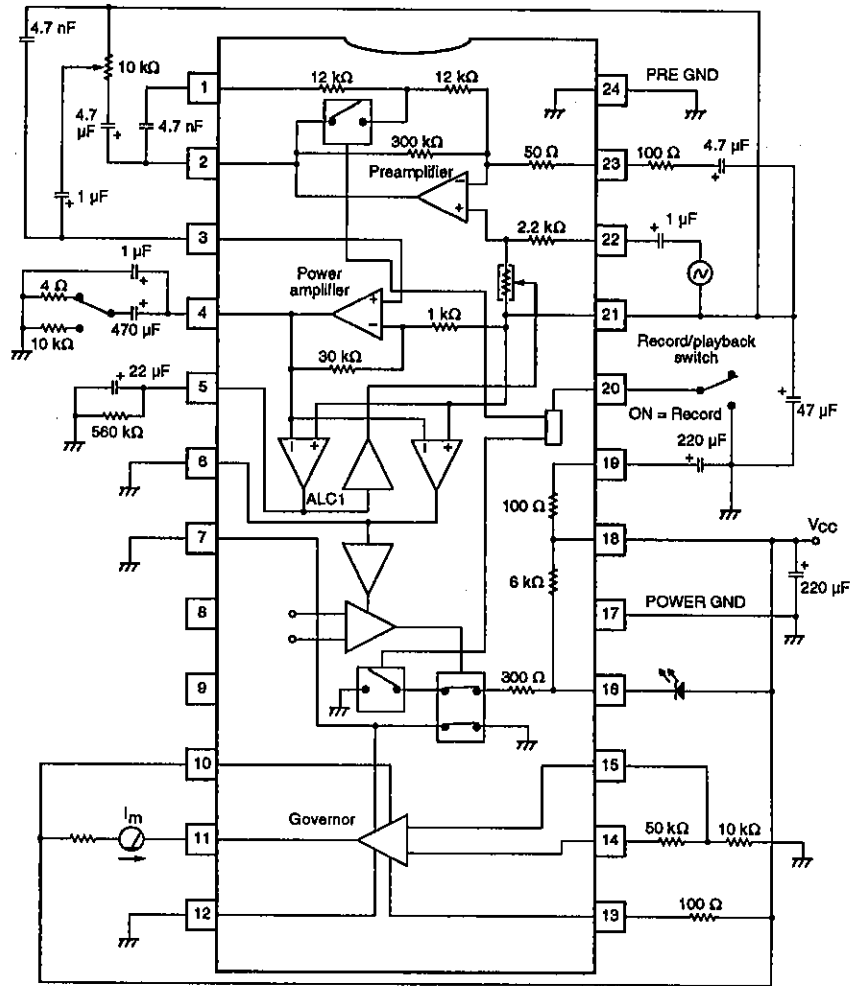 4.7 nF
10 kΩ
4.7 µF
+
4.7 nF
+ 1 µF
1
2
3
4
5
6
7
8
9
10
11
12
1 µF
+
4 Ω
10 kΩ
+
470 µF
22 µF
+
560 kΩ
Im
12 kΩ
12 kΩ
300 kΩ
Preamplifier
50 Ω
−
+
2.2 kΩ
Power amplifier
+
−
1 kΩ
30 kΩ
− +
− +
ALC1
100 Ω
6 kΩ
300 Ω
Governor
24
23
22
21
20
19
18
17
16
15
14
13
PRE GND
100 Ω
4.7 µF
+
1 µF
+
Record/playback switch
ON = Record
+
47 µF
220 µF
+
VCC
+
220 µF
POWER GND
50 kΩ
10 kΩ
100 Ω